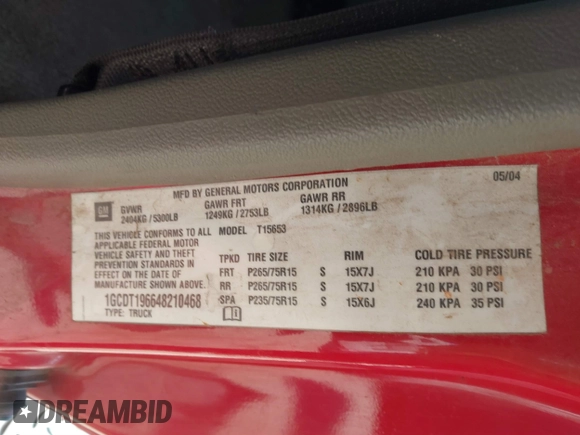 MFD BY GENERAL MOTORS CORPORATION 05/04
GM GVWR GAWR FRT GAWR RR
2404KG / 5300LB 1249KG / 2753LB 1314KG / 2896LB
THIS VEHICLE CONFORMS TO ALL MODEL T15653
APPLICABLE FEDERAL MOTOR
VEHICLE SAFETY AND THEFT TPKD TIRE SIZE RIM COLD TIRE PRESSURE
PREVENTION STANDARDS IN FRT P265/75R15 S 15X7J 210 KPA 30 PSI
EFFECT ON THE DATE OF RR P265/75R15 S 15X7J 210 KPA 30 PSI
MANUFACTURE SHOWN ABOVE. SPA P235/75R15 S 15X6J 240 KPA 35 PSI
1GCDT196648210468
TYPE: TRUCK
DREAMBID